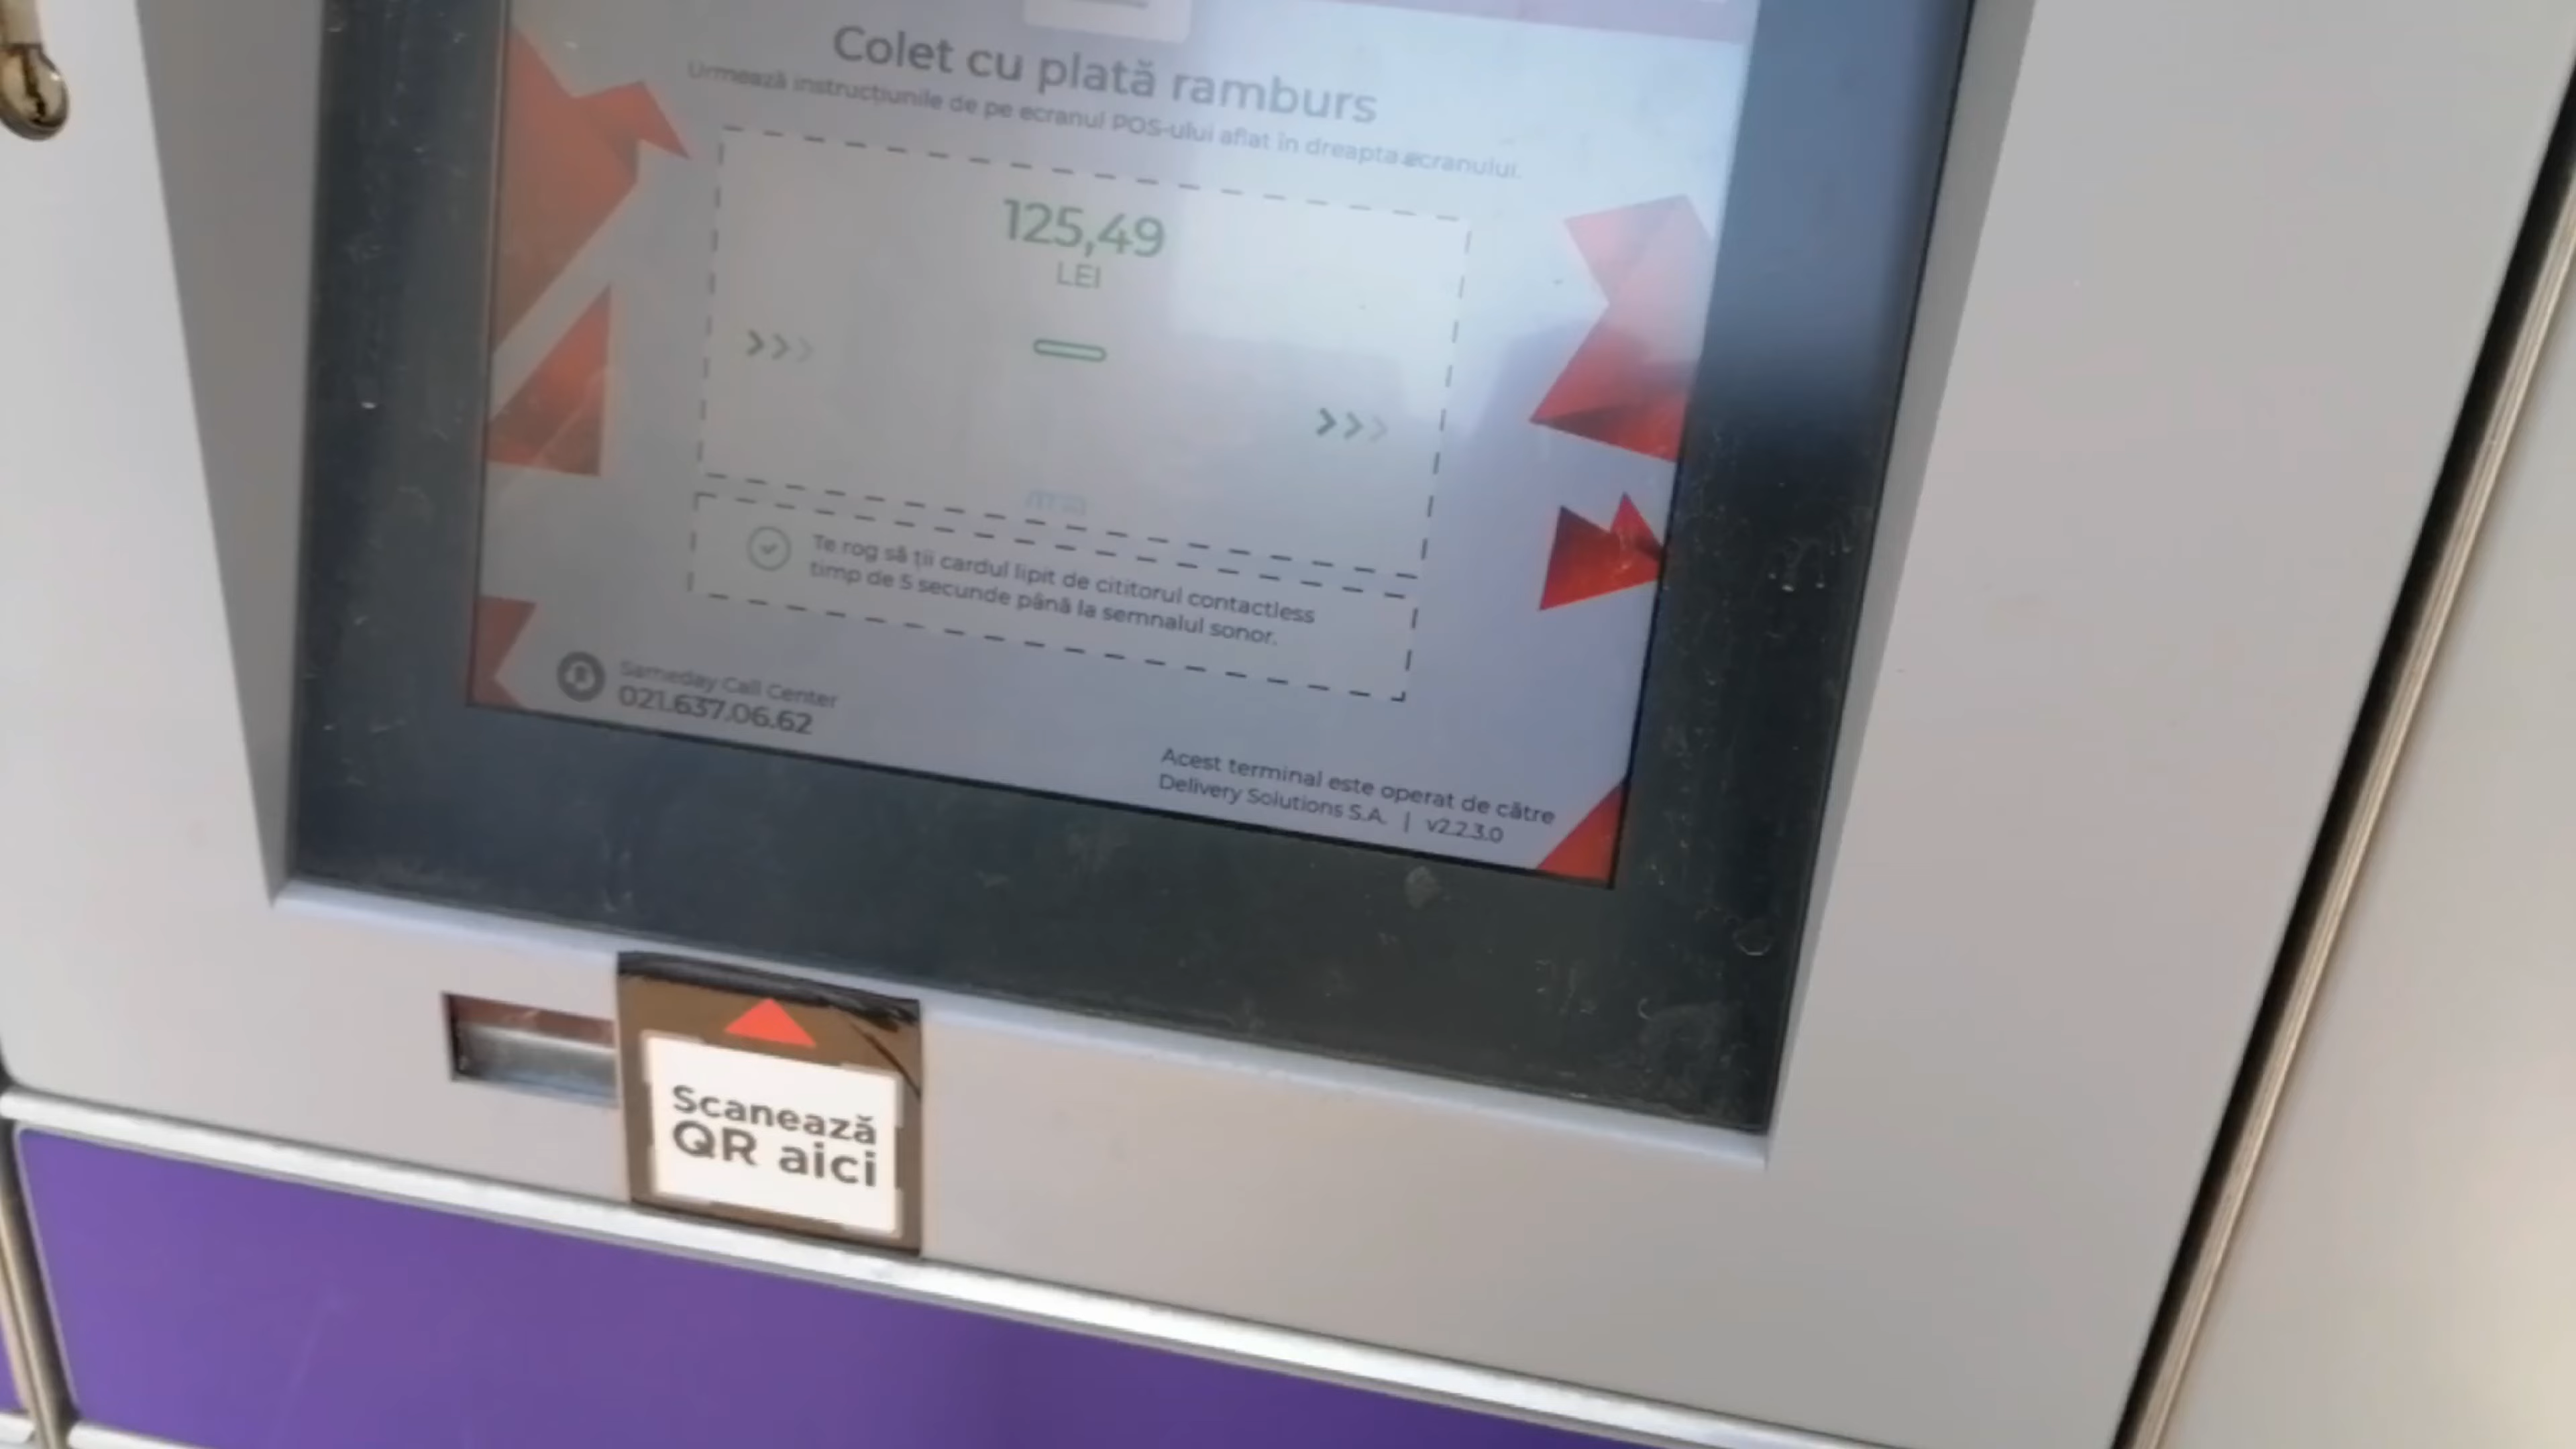 Colet cu plată ramburs
Urmează instrucțiunile de pe ecranul POS-ului aflat în dreapta ecranului.
125,49
LEI
Te rog să ții cardul lipit de cititorul contactless
timp de 5 secunde până la semnalul sonor.
Sameday Call Center
021.637.06.62
Acest terminal este operat de către
Delivery Solutions S.A. | v2.2.3.0
Scanează
QR aici